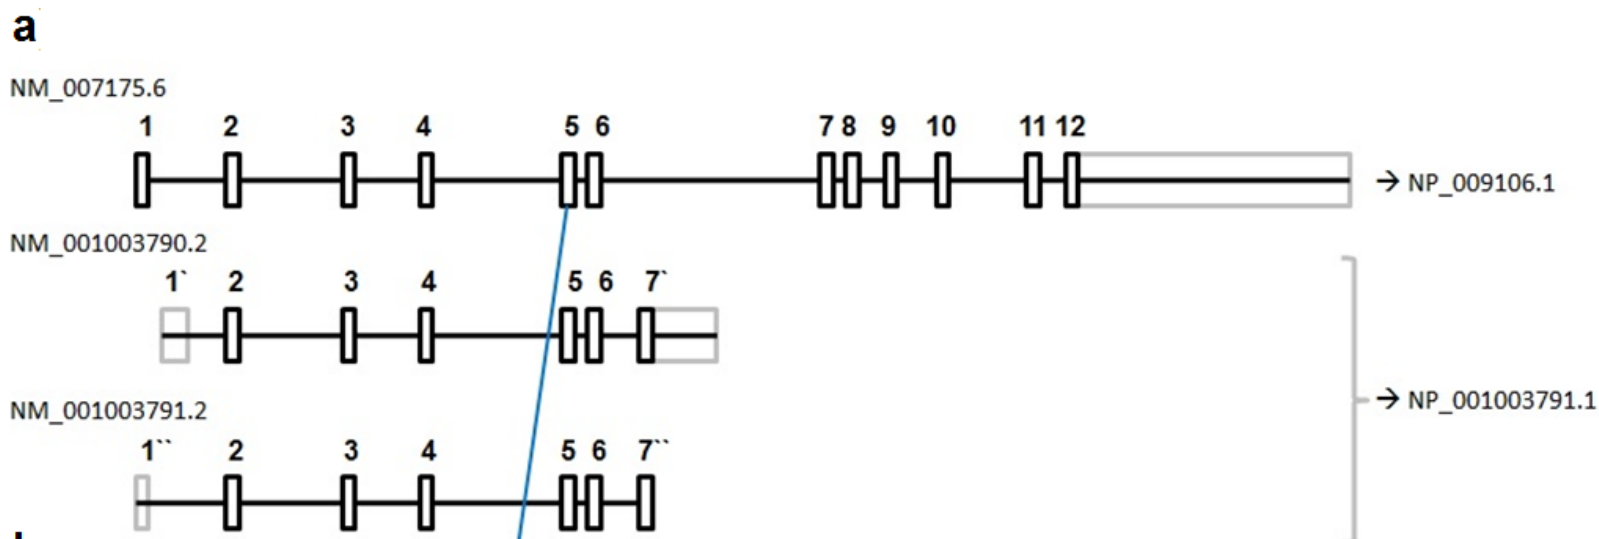 a
NM_007175.6
1 2 3 4 5 6 7 8 9 10 11 12
→ NP_009106.1
NM_001003790.2
1` 2 3 4 5 6 7`
NM_001003791.2
→ NP_001003791.1
1`` 2 3 4 5 6 7``